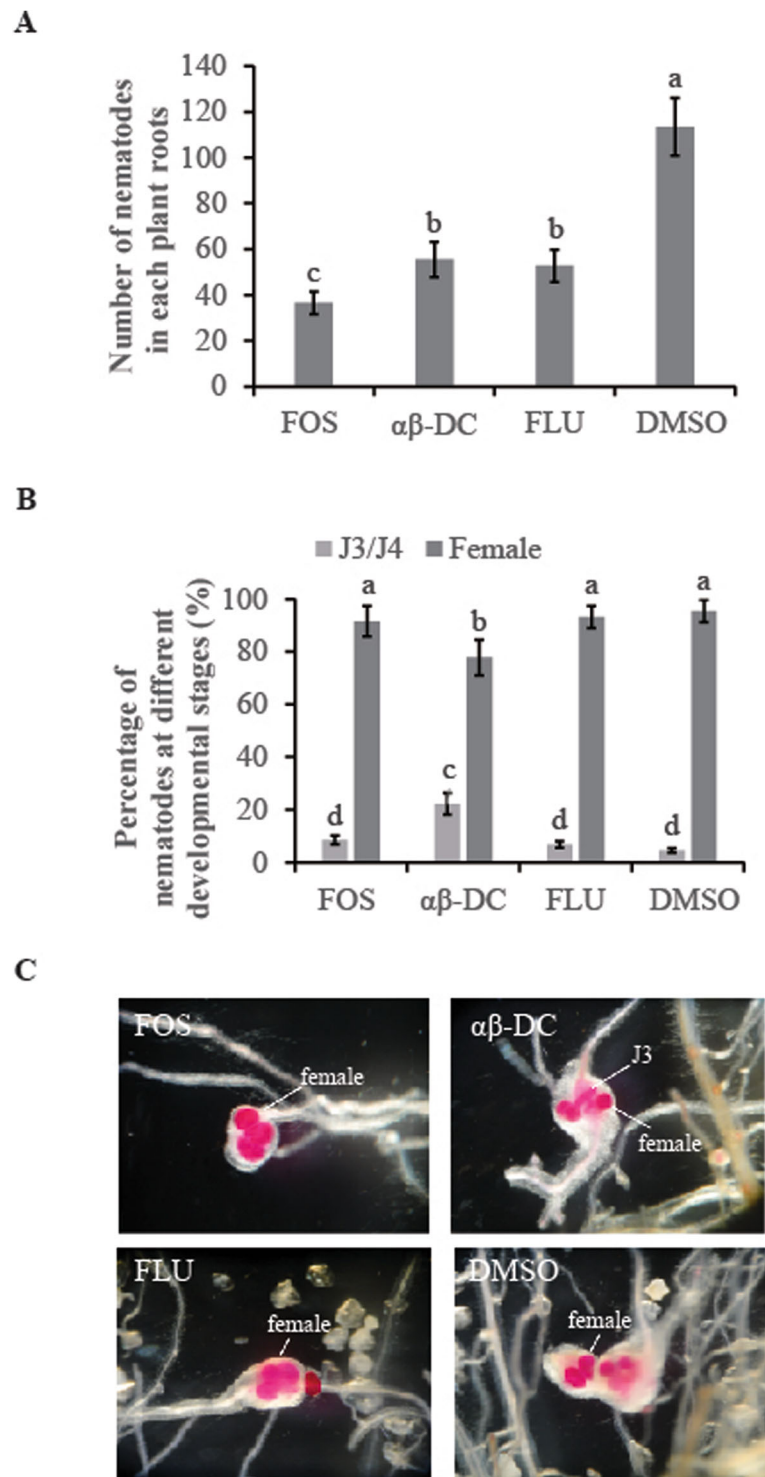 A
Number of nematodes
in each plant roots
140
120
100
80
60
40
20
0
c
b
b
a
FOS
αβ-DC
FLU
DMSO
B
J3/J4
Female
Percentage of
nematodes at different
developmental stages (%)
100
80
60
40
20
0
d
a
c
b
d
a
d
a
FOS
αβ-DC
FLU
DMSO
C
FOS
female
αβ-DC
J3
female
FLU
female
DMSO
female